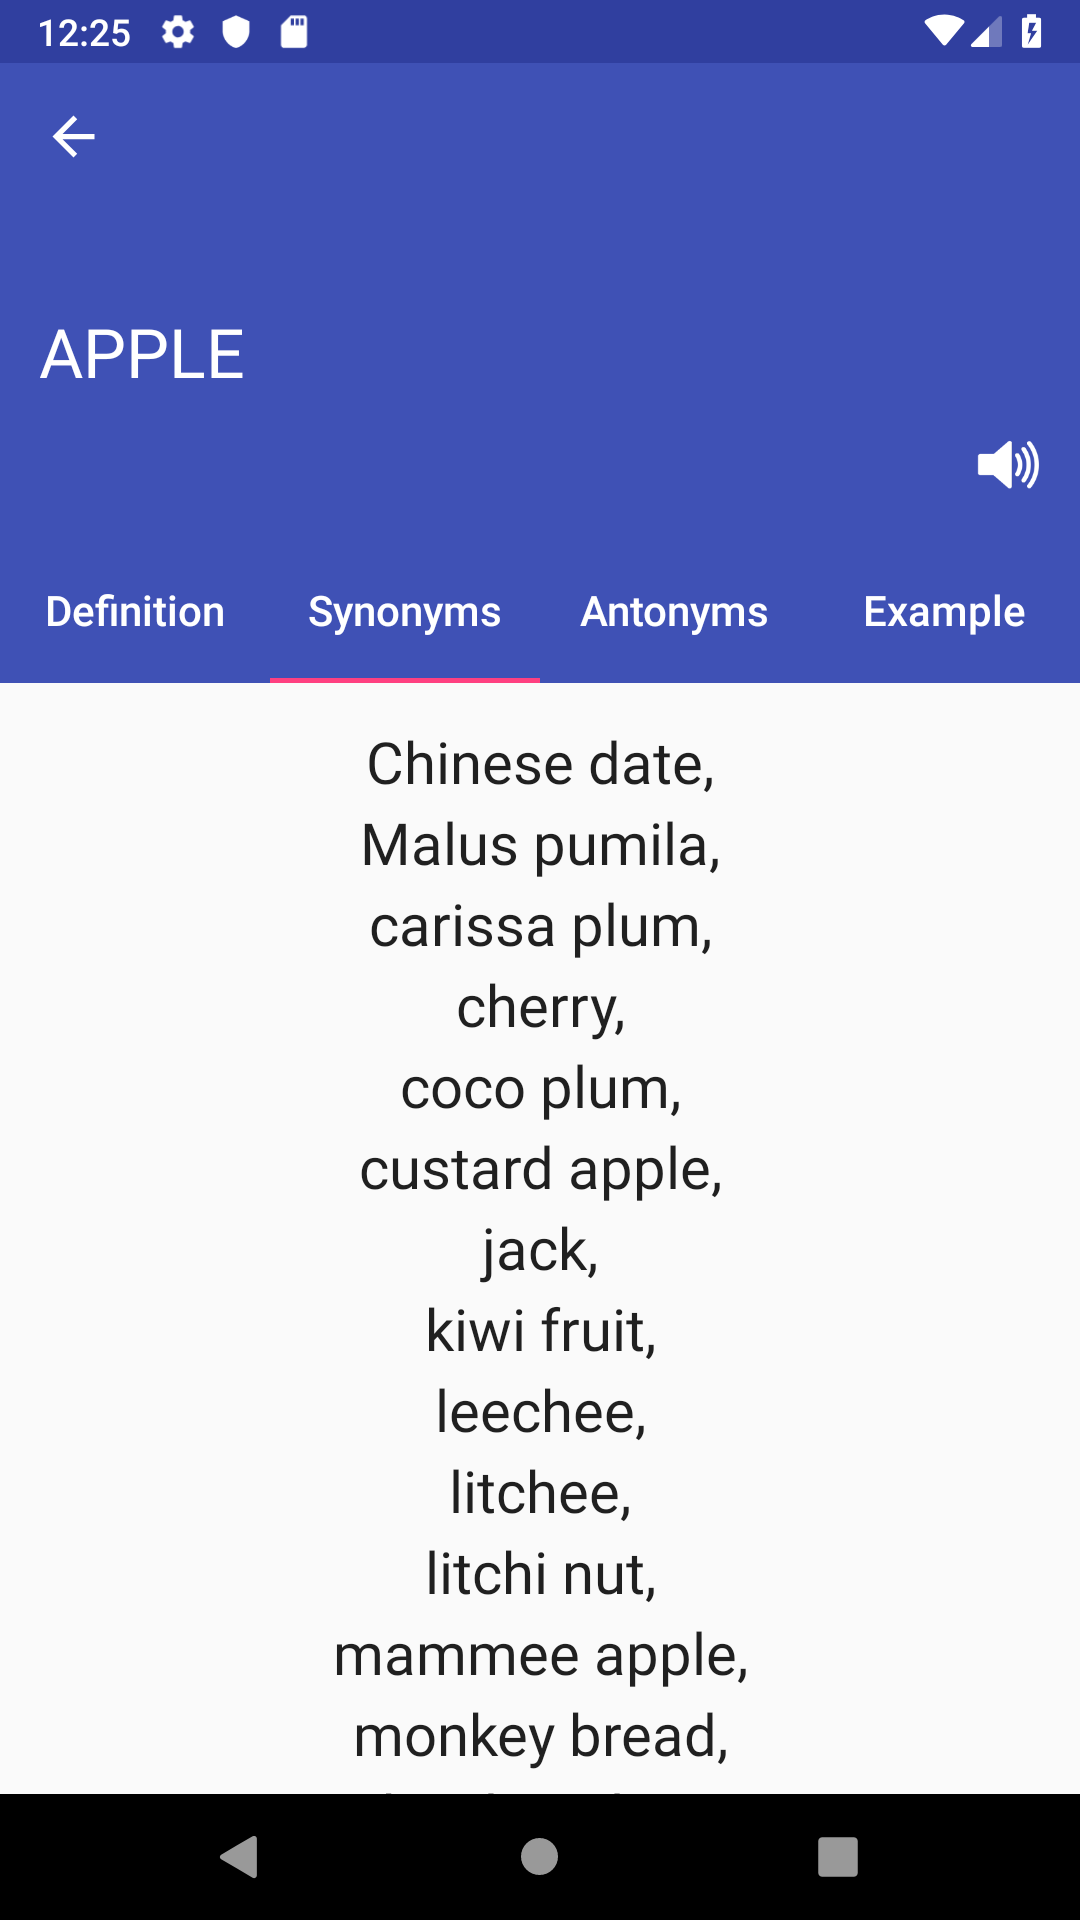 12:25
APPLE
Definition Synonyms Antonyms Example
Chinese date,
Malus pumila,
carissa plum,
cherry,
coco plum,
custard apple,
jack,
kiwi fruit,
leechee,
litchee,
litchi nut,
mammee apple,
monkey bread,